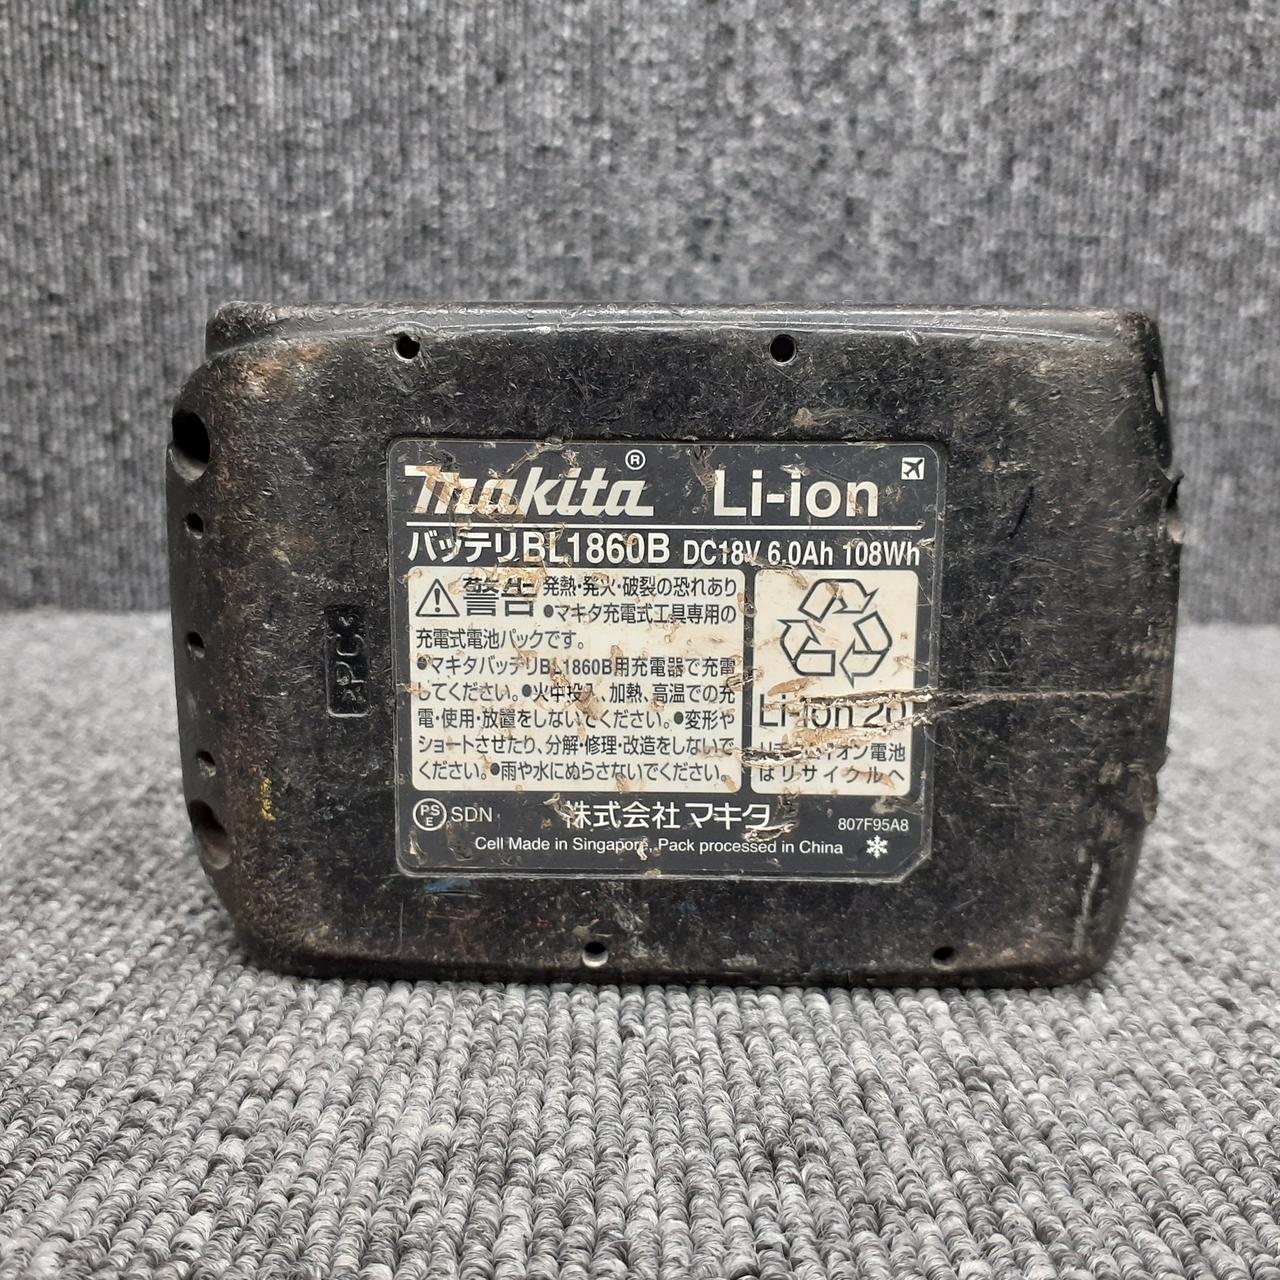 makita® Li-ion
バッテリBL1860B DC18V 6.0Ah 108Wh
警告 発熱・発火・破裂の恐れあり
●マキタ充電式工具専用の
充電式電池パックです。
●マキタバッテリBL1860B用充電器で充電
してください。●火中投入、加熱、高温での充
電・使用・放置をしないでください。●変形や
ショートさせたり、分解・修理・改造をしないで
ください。●雨や水にぬらさないでください。
Li-ion 20
リチウムイオン電池
はリサイクルへ
PSE SDN 株式会社マキタ 807F95A8
Cell Made in Singapore, Pack processed in China